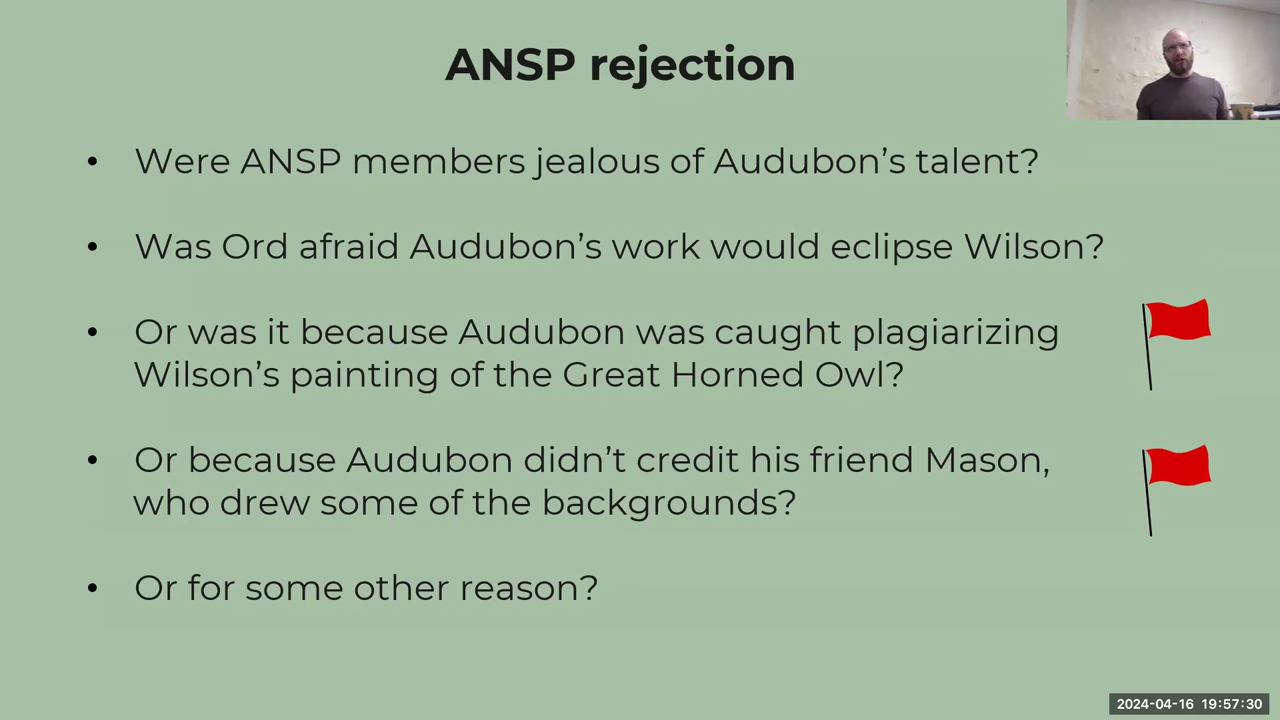 ANSP rejection
• Were ANSP members jealous of Audubon’s talent?
• Was Ord afraid Audubon’s work would eclipse Wilson?
• Or was it because Audubon was caught plagiarizing
Wilson’s painting of the Great Horned Owl?
• Or because Audubon didn’t credit his friend Mason,
who drew some of the backgrounds?
• Or for some other reason?
2024-04-16 19:57:30